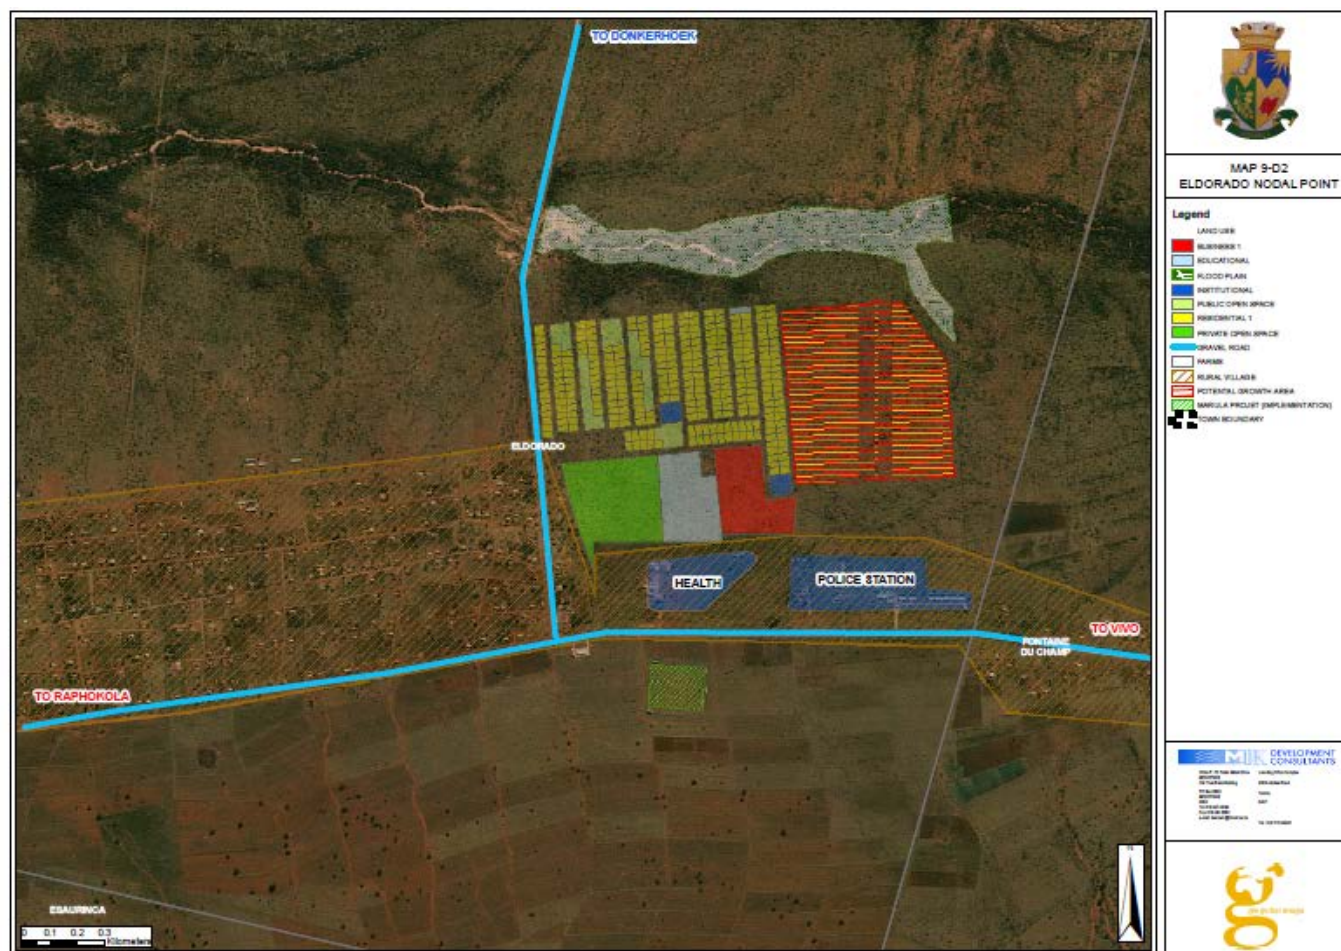 TO DONKERHOEK
ELDORADO
HEALTH
POLICE STATION
TO VIVO
FONTAINE
DU CHAMP
TO RAPHOKOLA
ESAURINCA
0 0.1 0.2 0.3
Kilometers
MAP 9-D2
ELDORADO NODAL POINT
Legend
LAND USE
BUSINESS 1
EDUCATIONAL
FLOOD PLAIN
INSTITUTIONAL
PUBLIC OPEN SPACE
RESIDENTIAL 1
PRIVATE OPEN SPACE
GRAVEL ROAD
FARMS
RURAL VILLAGE
POTENTAL GROWTH AREA
MARULA PROJET (IMPLEMENTATION)
TOWN BOUNDARY
DEVELOPMENT
CONSULTANTS